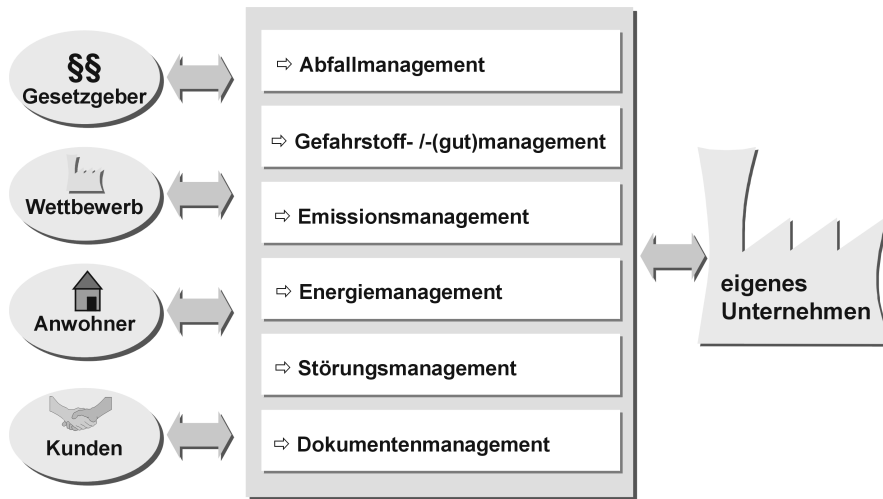 §§
Gesetzgeber
Wettbewerb
Anwohner
Kunden
⇨ Abfallmanagement
⇨ Gefahrstoff- /-(gut)management
⇨ Emissionsmanagement
⇨ Energiemanagement
⇨ Störungsmanagement
⇨ Dokumentenmanagement
eigenes
Unternehmen